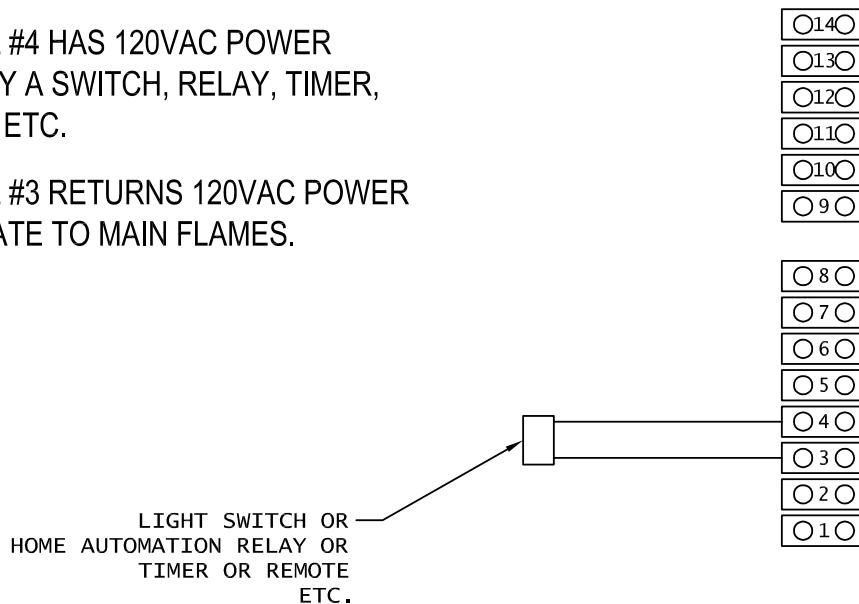 #4 HAS 120VAC POWER
Y A SWITCH, RELAY, TIMER,
ETC.
#3 RETURNS 120VAC POWER
ATE TO MAIN FLAMES.
14
13
12
11
10
9
8
7
6
5
4
3
2
1
LIGHT SWITCH OR
HOME AUTOMATION RELAY OR
TIMER OR REMOTE
ETC.